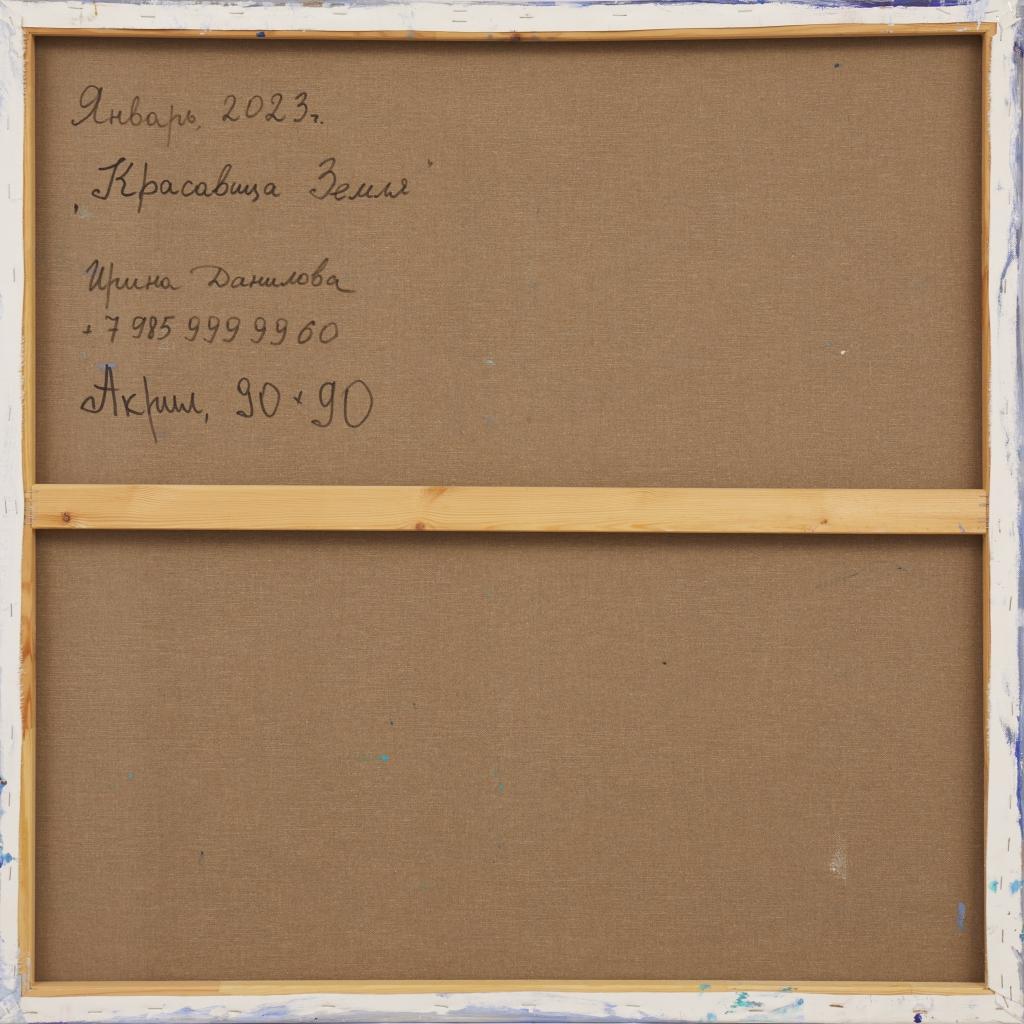 Январь, 2023г.
„Красавица Земля"
Ирина Данилова
+7 985 999 99 60
Акрил, 90×90